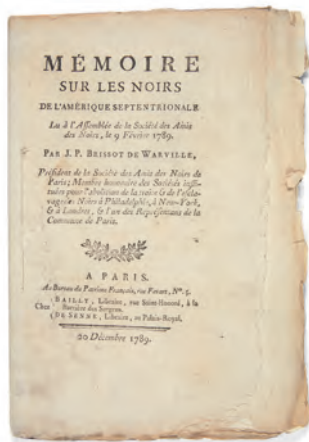 MÉMOIRE
SUR LES NOIRS
DE L'AMÉRIQUE SEPTENTRIONALE
Lu à l'Assemblée de la Société des Amis
des Noirs, le 9 Février 1789.
PAR J. P. BRISSOT DE WARVILLE,
Président de la Société des Amis des Noirs de
Paris; Membre honoraire des Sociétés insti-
tuées pour l'abolition de la traite & de l'escla-
vage des Noirs à Philadelphie, à New-York,
& à Londres, & l'un des Représentans de la
Commune de Paris.
A PARIS.
Au Bureau du Patriote Français, rue Favart, Nº. 5.
BAILLY, Libraire, rue Saint-Honoré, à la
Chez Barrière des Sergens.
DE SENNE, Libraire, au Palais-Royal.
20 Décembre 1789.